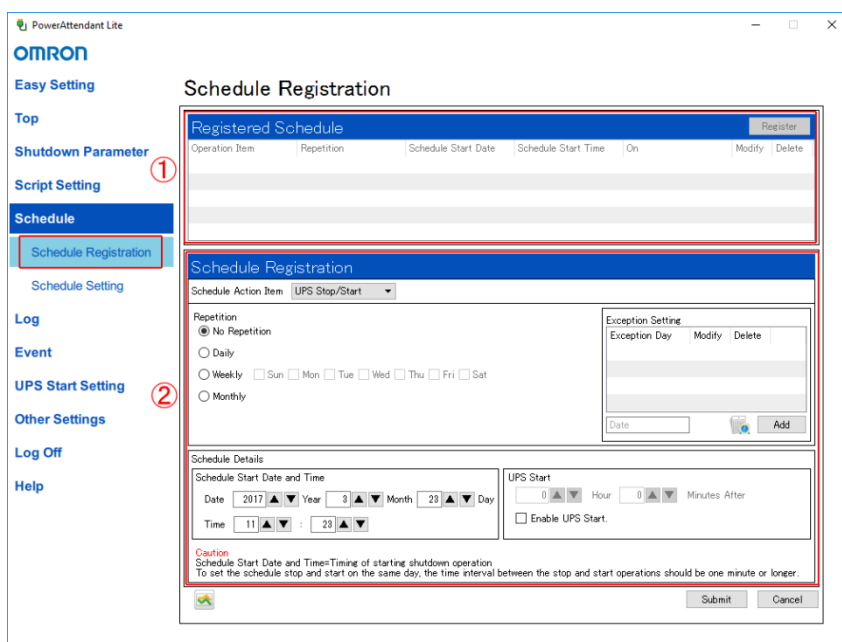 PowerAttendant Lite
OMRON
Easy Setting
Top
Shutdown Parameter
Script Setting
Schedule
Schedule Registration
Schedule Setting
Log
Event
UPS Start Setting
Other Settings
Log Off
Help
Schedule Registration
①
Registered Schedule Register
Operation Item Repetition Schedule Start Date Schedule Start Time On Modify Delete
②
Schedule Registration
Schedule Action Item UPS Stop/Start
Repetition
No Repetition
Daily
Weekly Sun Mon Tue Wed Thu Fri Sat
Monthly
Exception Setting
Exception Day Modify Delete
Date Add
Schedule Details
Schedule Start Date and Time
Date 2017 Year 3 Month 23 Day
Time 11 : 23
UPS Start
0 Hour 0 Minutes After
Enable UPS Start.
Caution
Schedule Start Date and Time=Timing of starting shutdown operation
To set the schedule stop and start on the same day, the time interval between the stop and start operations should be one minute or longer.
Submit Cancel